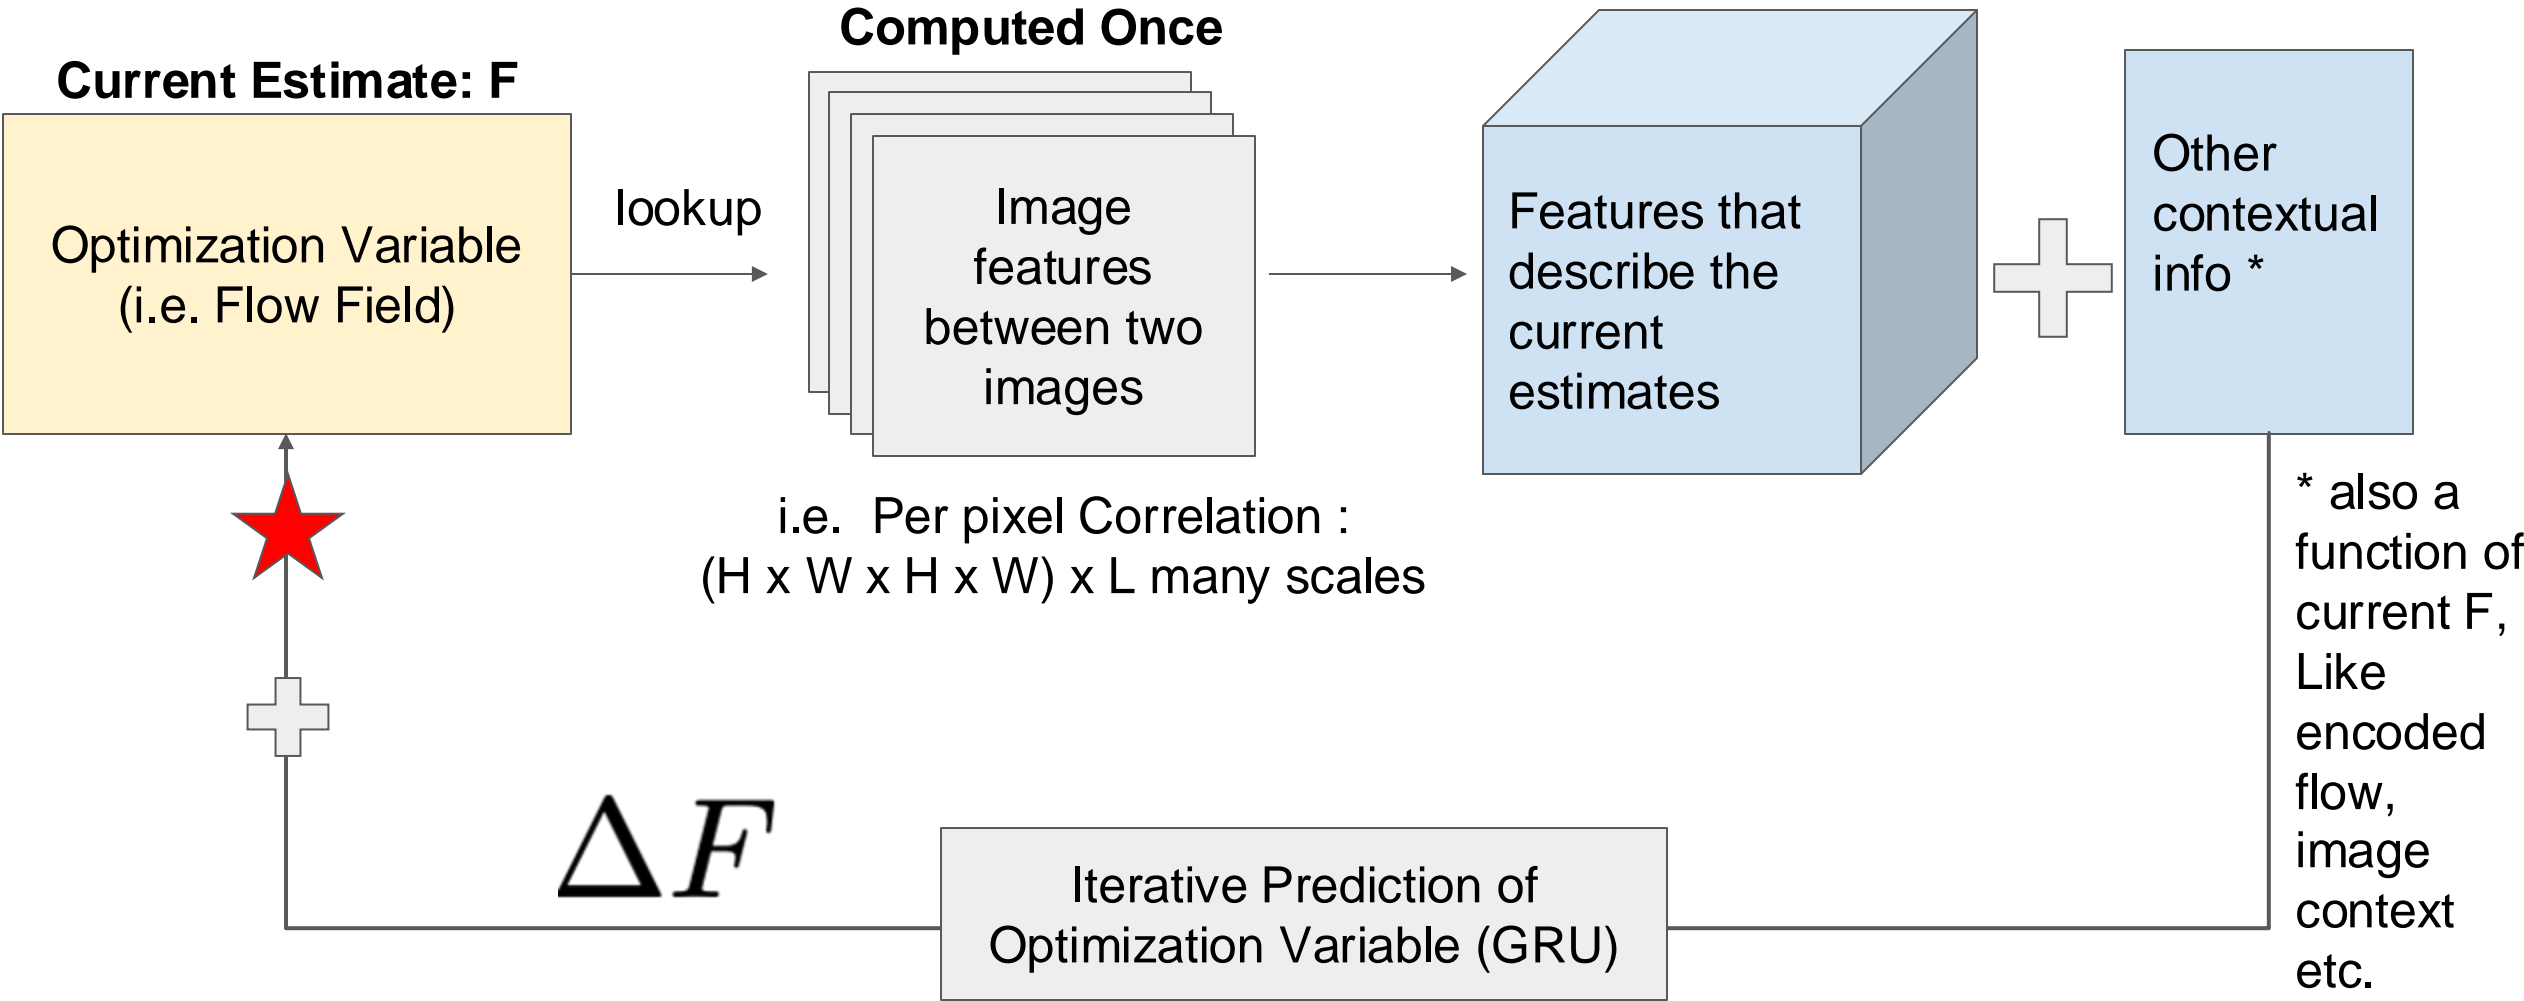 Computed Once
Current Estimate: F
Optimization Variable
(i.e. Flow Field)
lookup
Image
features
between two
images
i.e. Per pixel Correlation :
(H x W x H x W) x L many scales
Features that
describe the
current
estimates
Other
contextual
info *
* also a
function of
current F,
Like
encoded
flow,
image
context
etc.
ΔF
Iterative Prediction of
Optimization Variable (GRU)